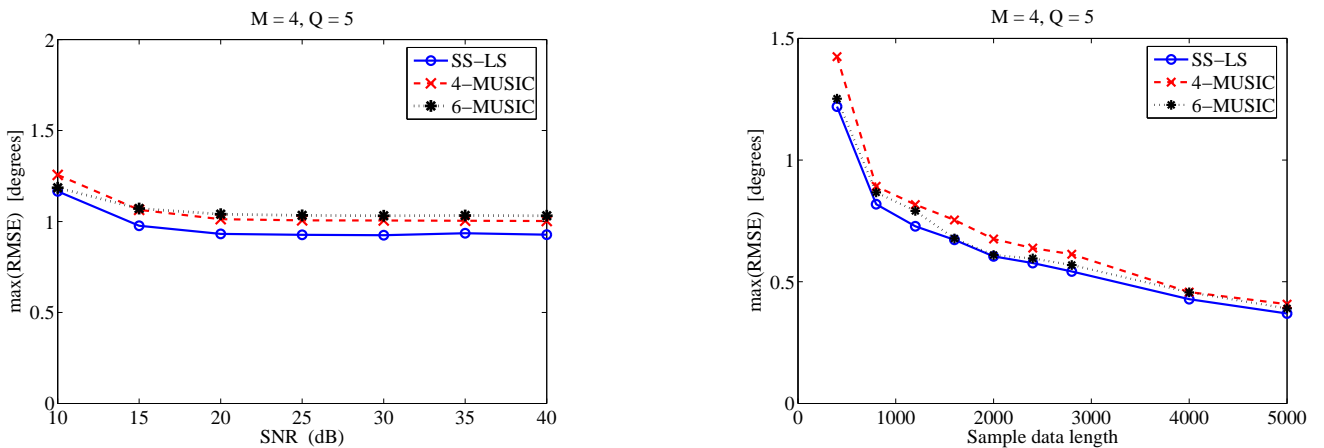 M = 4, Q = 5
2
1.5
1
0.5
0
max(RMSE) [degrees]
SS−LS
4−MUSIC
6−MUSIC
10 15 20 25 30 35 40
SNR (dB)
M = 4, Q = 5
1.5
1
0.5
0
max(RMSE) [degrees]
SS−LS
4−MUSIC
6−MUSIC
0 1000 2000 3000 4000 5000
Sample data length